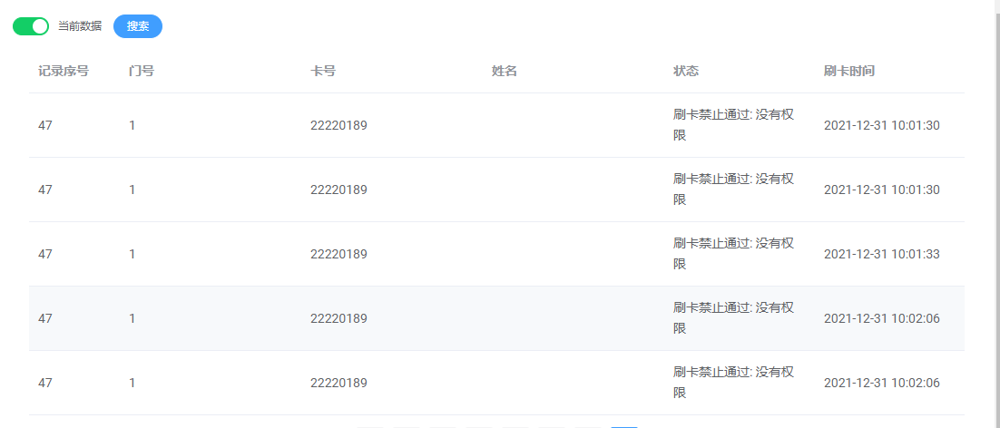 当前数据 搜索
记录序号 门号 卡号 姓名 状态 刷卡时间
47 1 22220189 刷卡禁止通过: 没有权 2021-12-31 10:01:30
限
47 1 22220189 刷卡禁止通过: 没有权 2021-12-31 10:01:30
限
47 1 22220189 刷卡禁止通过: 没有权 2021-12-31 10:01:33
限
47 1 22220189 刷卡禁止通过: 没有权 2021-12-31 10:02:06
限
47 1 22220189 刷卡禁止通过: 没有权 2021-12-31 10:02:06
限